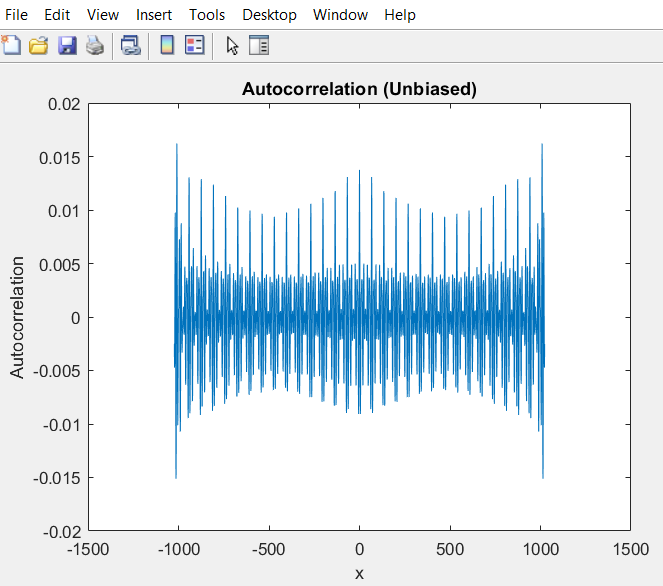 File Edit View Insert Tools Desktop Window Help
Autocorrelation (Unbiased)
0.02
0.015
0.01
0.005
0
-0.005
-0.01
-0.015
-0.02
Autocorrelation
-1500 -1000 -500 0 500 1000 1500
x